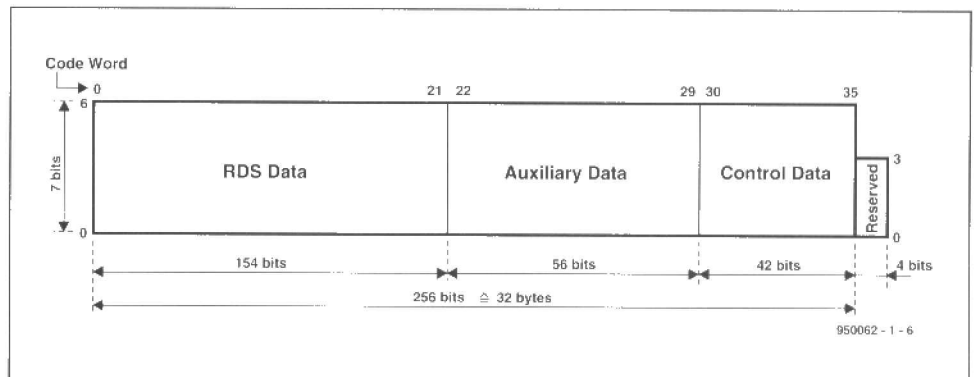 Code Word
0 21 22 29 30 35
6
7 bits
RDS Data
Auxiliary Data
Control Data
Reserved
3
0
0
154 bits
56 bits
42 bits
4 bits
256 bits ≙ 32 bytes
950062 - 1 - 6